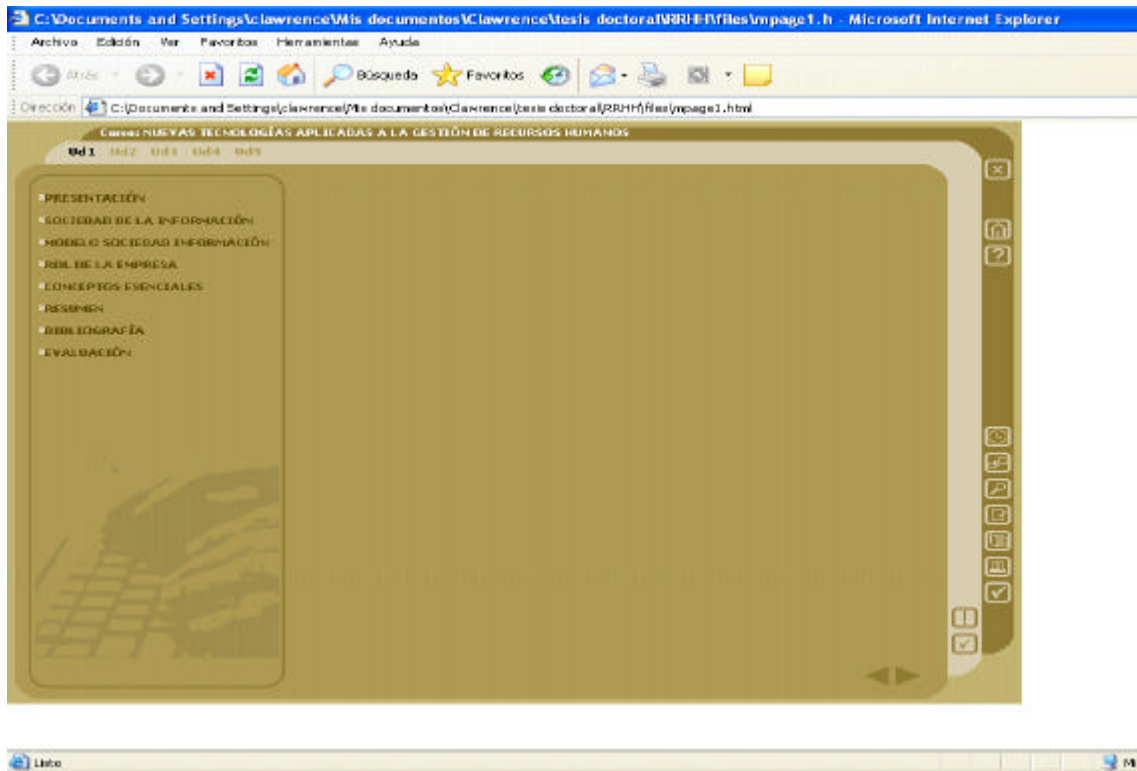 C:\Documents and Settings\clawrence\Mis documentos\Clawrence\tesis doctoral\RRHH\files\mpage1.h - Microsoft Internet Explorer
Archivo Edición Ver Favoritos Herramientas Ayuda
Atrás Búsqueda Favoritos
Dirección C:\Documents and Settings\clawrence\Mis documentos\Clawrence\tesis doctoral\RRHH\files\mpage1.html
Curso: NUEVAS TECNOLOGÍAS APLICADAS A LA GESTIÓN DE RECURSOS HUMANOS
Ud1 Ud2 Ud3 Ud4 Ud5
PRESENTACIÓN
SOCIEDAD DE LA INFORMACIÓN
MODELO SOCIEDAD INFORMACIÓN
ROL DE LA EMPRESA
CONCEPTOS ESENCIALES
RESUMEN
BIBLIOGRAFÍA
EVALUACIÓN
Listo